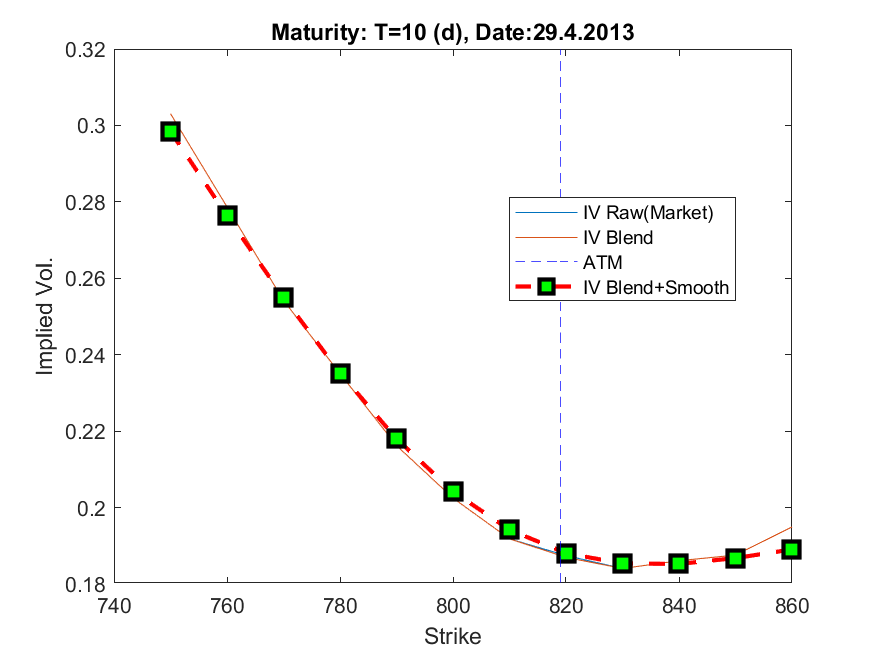 Maturity: T=10 (d), Date:29.4.2013
0.32
0.3
0.28
0.26
0.24
0.22
0.2
0.18
Implied Vol.
IV Raw(Market)
IV Blend
ATM
IV Blend+Smooth
740
760
780
800
820
840
860
Strike